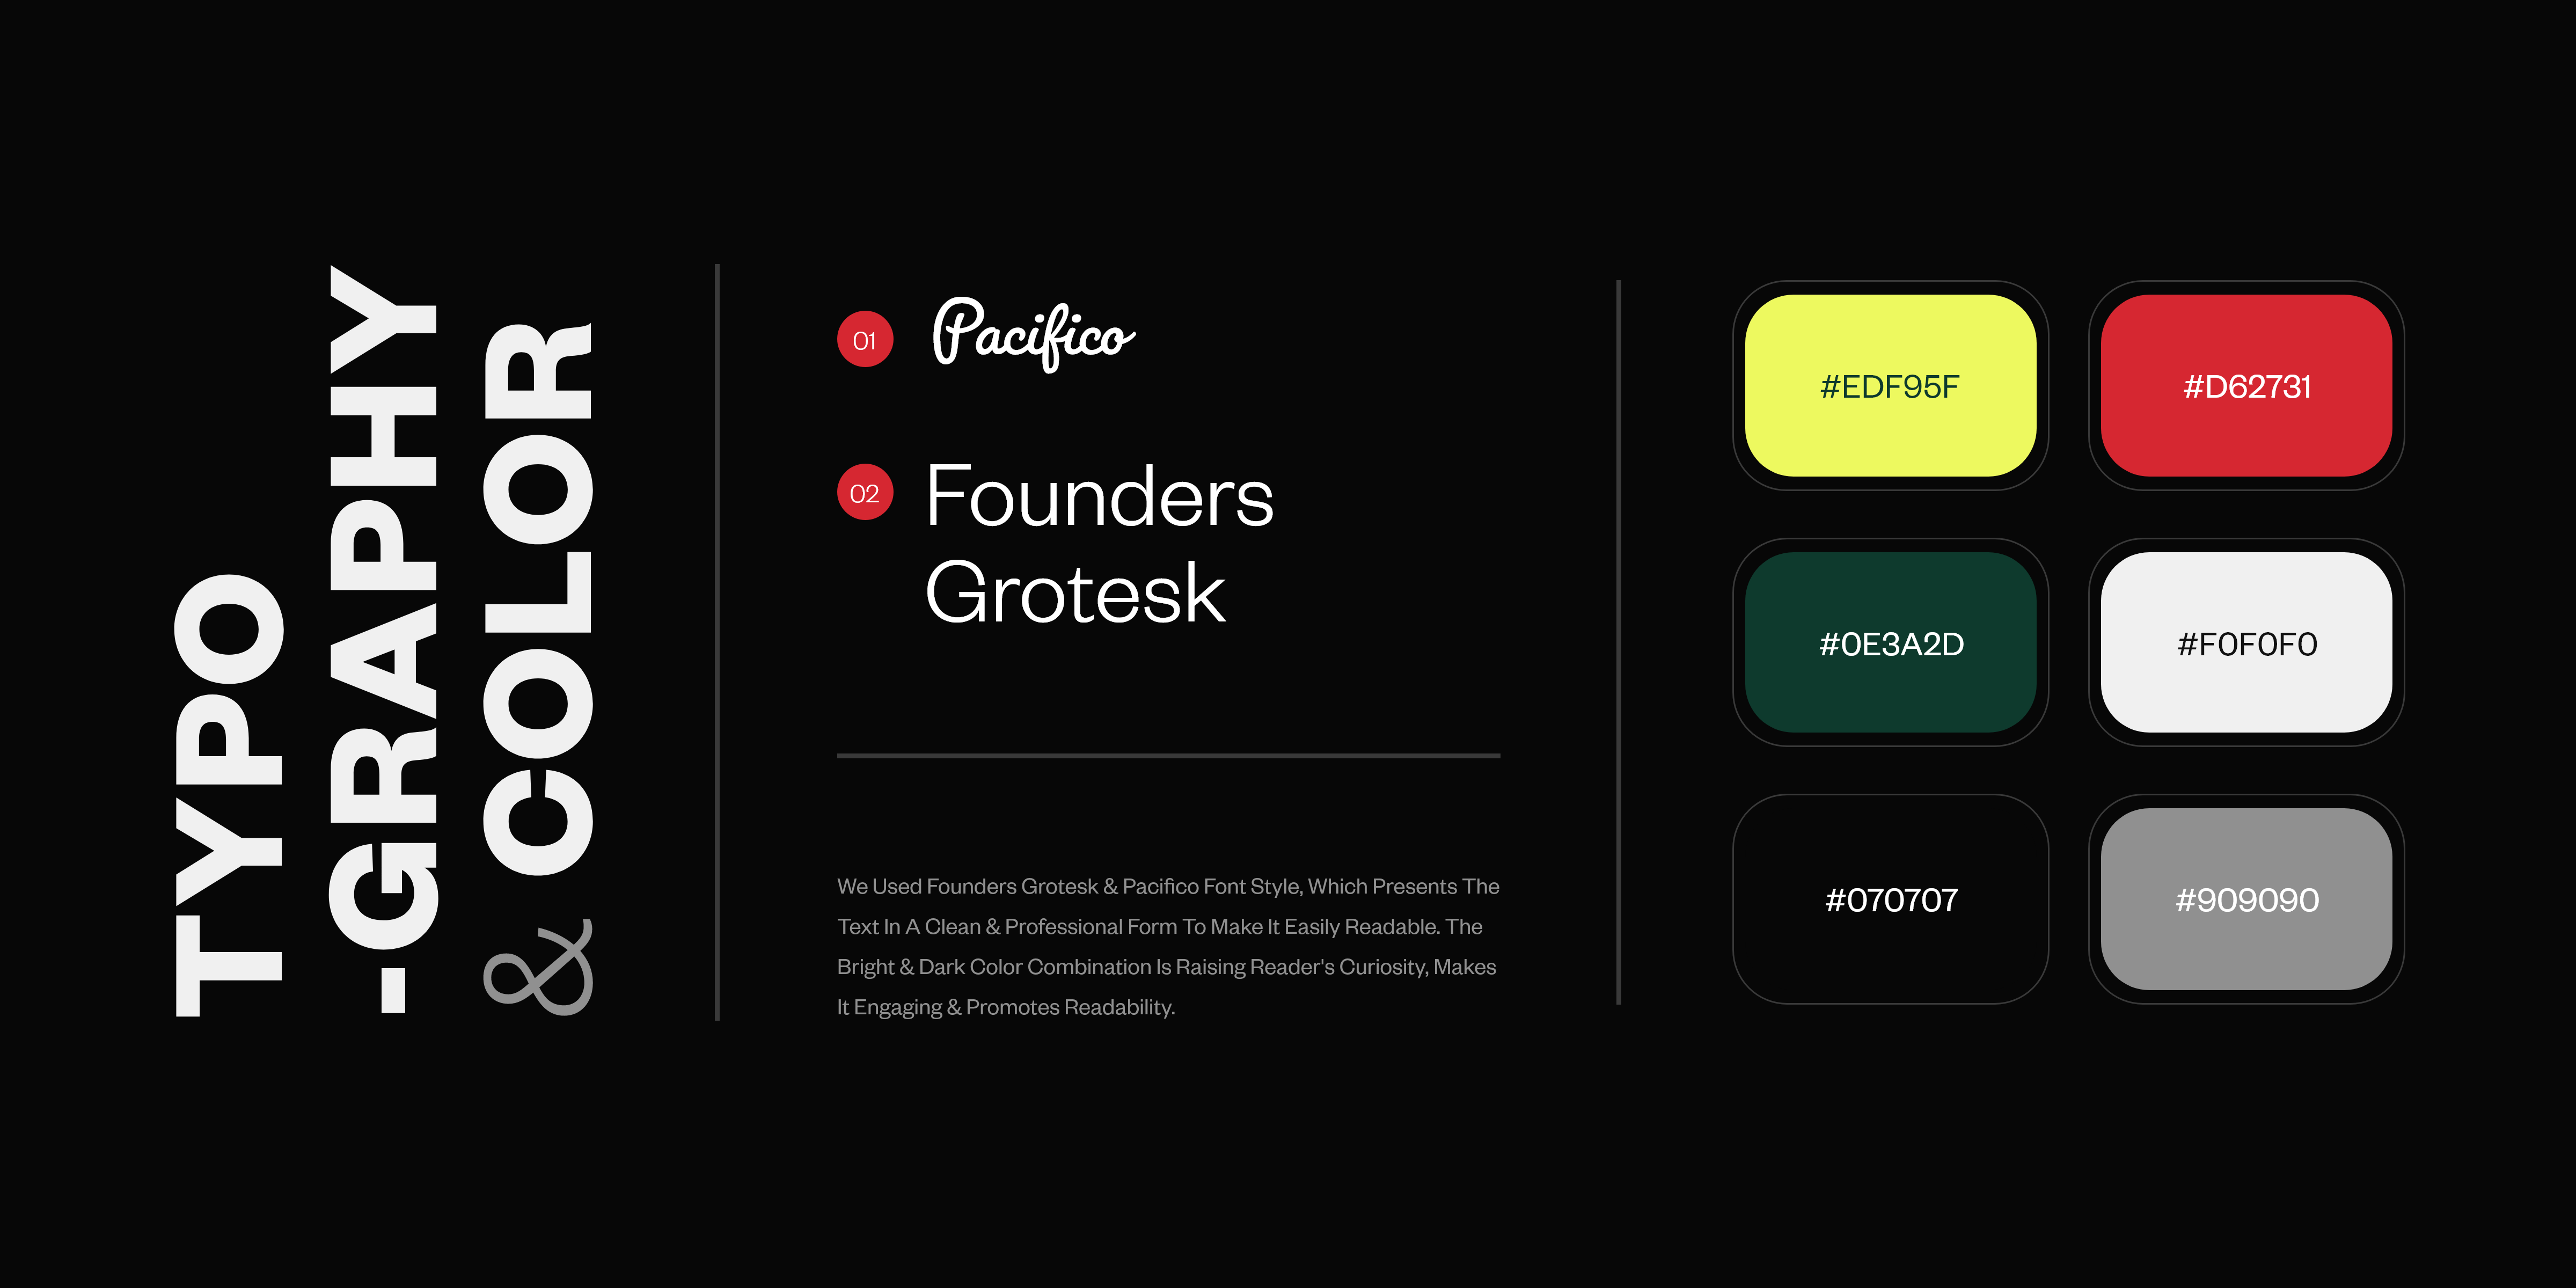 TYPO
-GRAPHY
& COLOR
01
Pacifico
02
Founders
Grotesk
We Used Founders Grotesk & Pacifico Font Style, Which Presents The
Text In A Clean & Professional Form To Make It Easily Readable. The
Bright & Dark Color Combination Is Raising Reader's Curiosity, Makes
It Engaging & Promotes Readability.
#EDF95F
#D62731
#0E3A2D
#F0F0F0
#070707
#909090